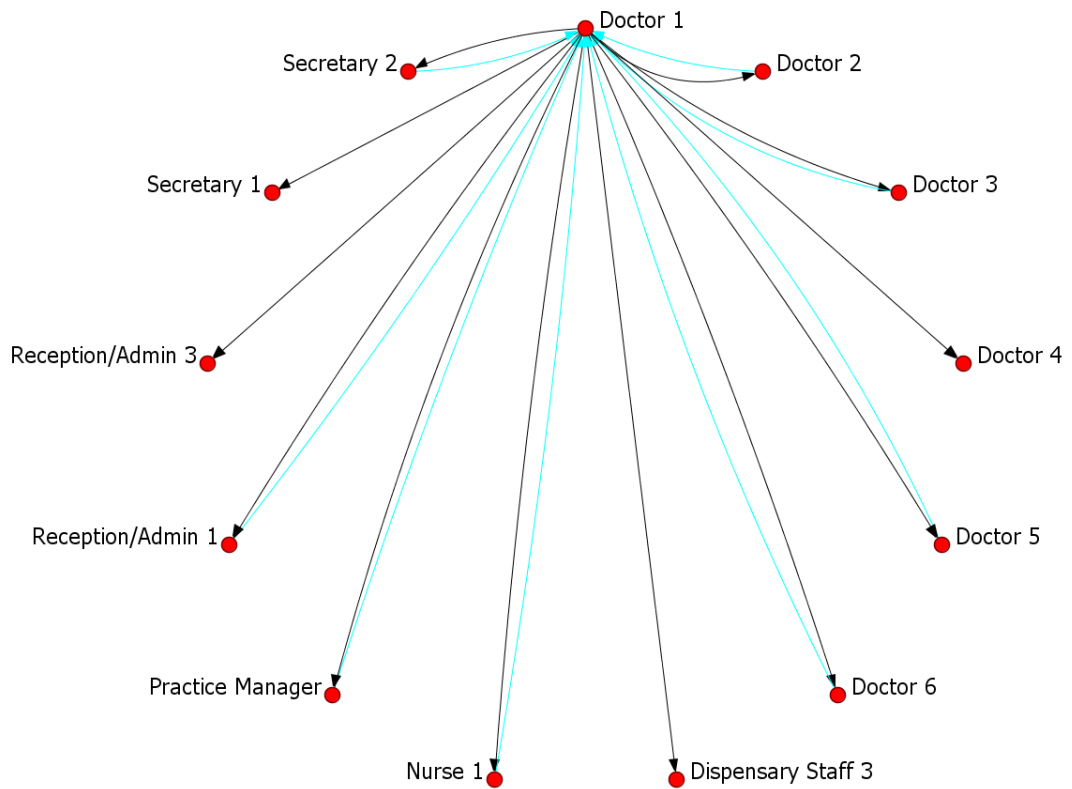 Doctor 1
Secretary 2
Doctor 2
Secretary 1
Doctor 3
Reception/Admin 3
Doctor 4
Reception/Admin 1
Doctor 5
Practice Manager
Doctor 6
Nurse 1
Dispensary Staff 3